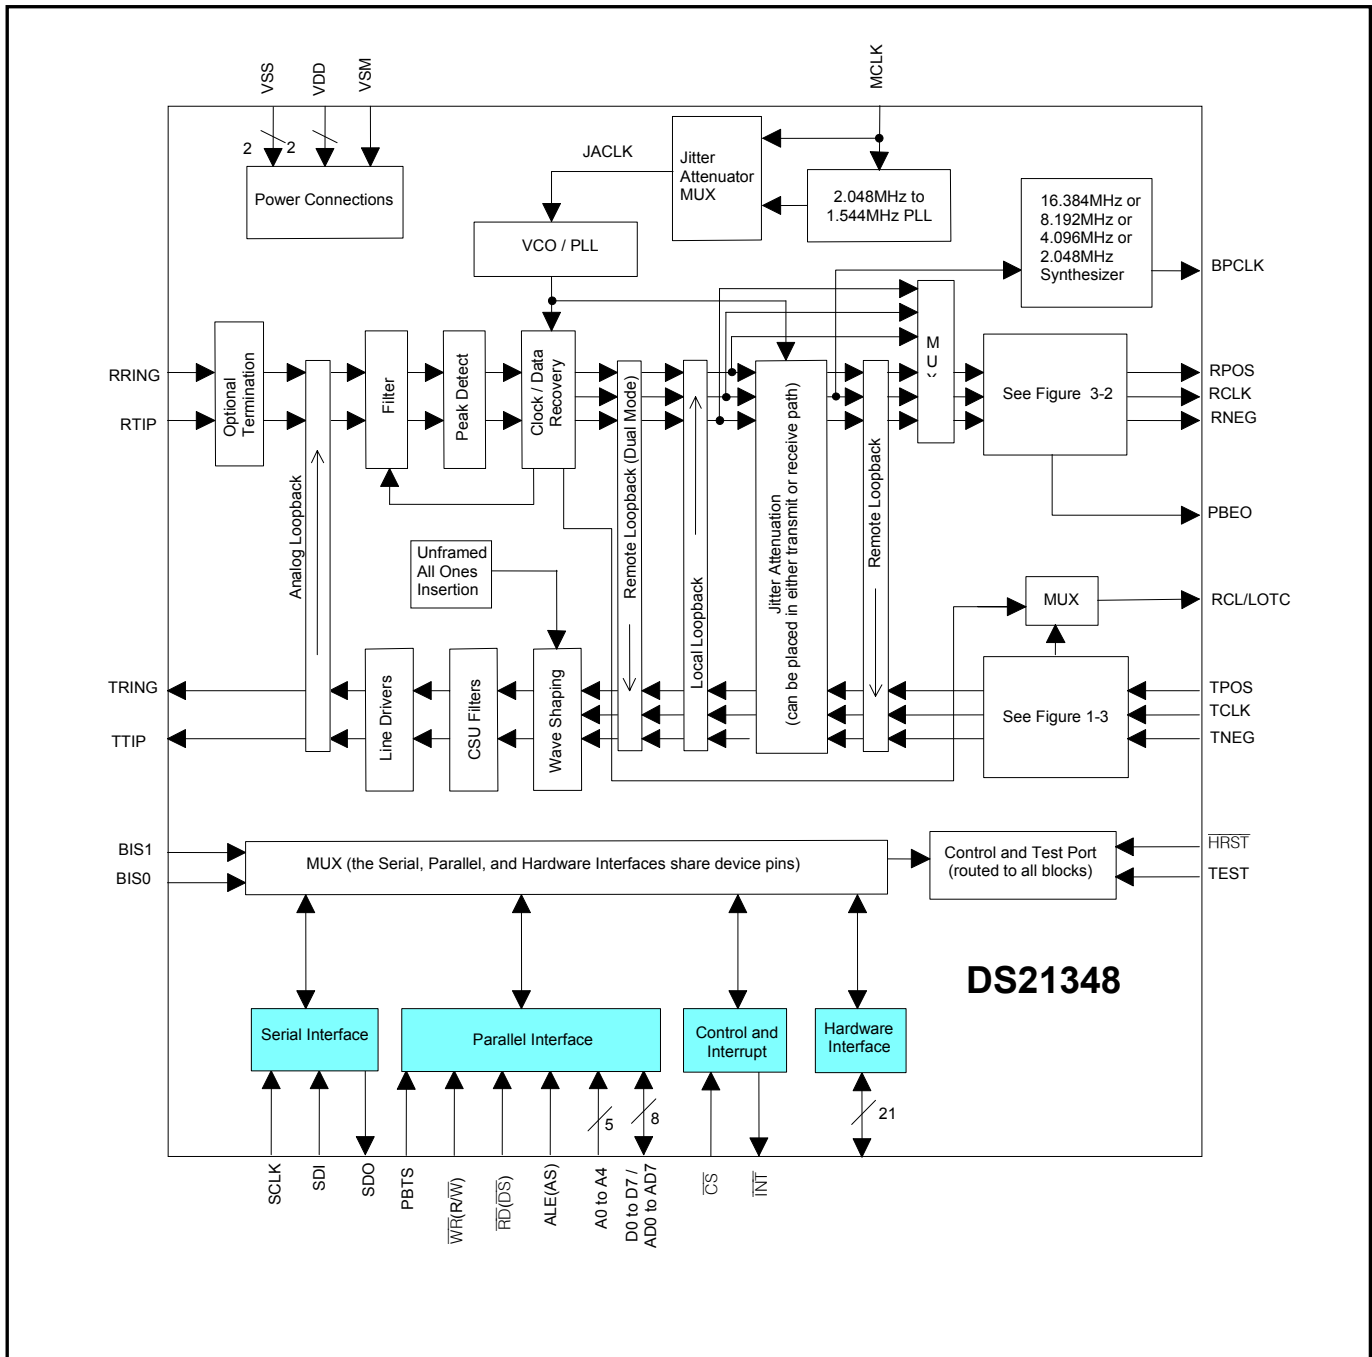 VSS
VDD
VSM
MCLK
2
2
Power Connections
JACLK
Jitter
Attenuator
MUX
2.048MHz to
1.544MHz PLL
16.384MHz or
8.192MHz or
4.096MHz or
2.048MHz
Synthesizer
BPCLK
VCO / PLL
RRING
RTIP
Optional
Termination
Analog Loopback
Filter
Peak Detect
Clock / Data
Recovery
Remote Loopback (Dual Mode)
Local Loopback
Jitter Attenuation
(can be placed in either transmit or receive path)
Remote Loopback
MUX
See Figure 3-2
RPOS
RCLK
RNEG
PBEO
Unframed
All Ones
Insertion
MUX
RCL/LOTC
TRING
TTIP
Line Drivers
CSU Filters
Wave Shaping
See Figure 1-3
TPOS
TCLK
TNEG
BIS1
BIS0
MUX (the Serial, Parallel, and Hardware Interfaces share device pins)
Control and Test Port
(routed to all blocks)
HRST
TEST
DS21348
Serial Interface
Parallel Interface
Control and
Interrupt
Hardware
Interface
5
8
21
SCLK
SDI
SDO
PBTS
WR(R/W)
RD(DS)
ALE(AS)
A0 to A4
D0 to D7 /
AD0 to AD7
CS
INT